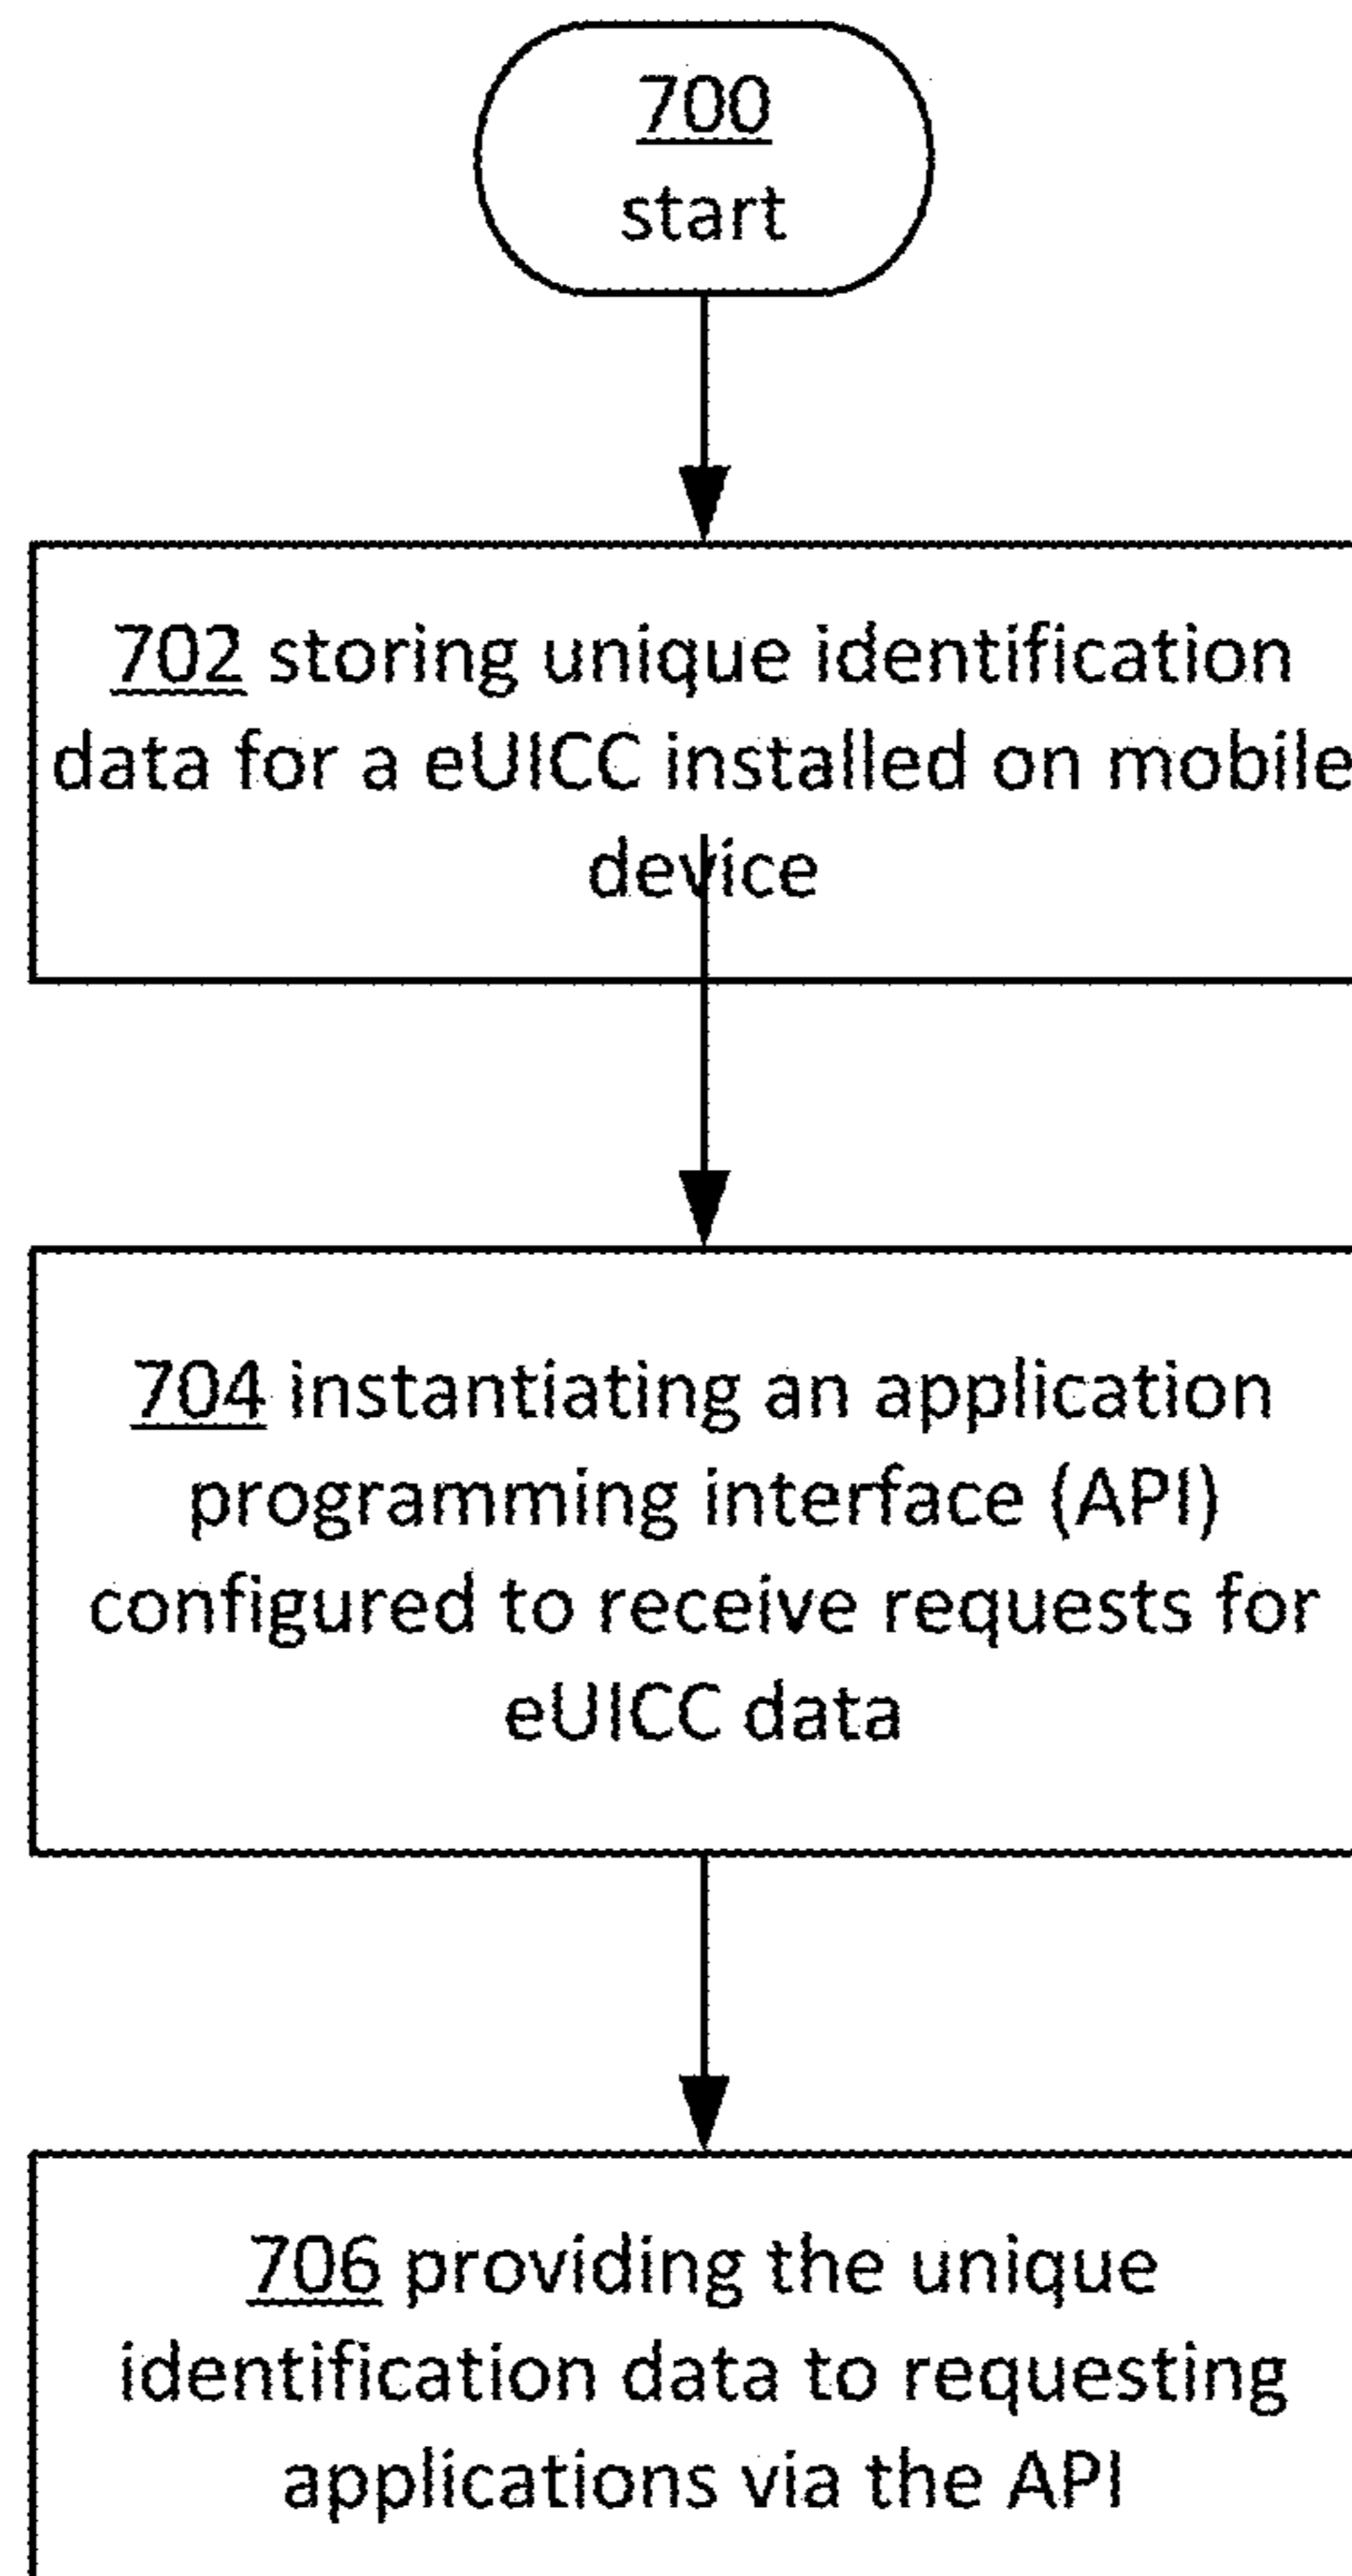 700
start
702 storing unique identification
data for a eUICC installed on mobile
device
704 instantiating an application
programming interface (API)
configured to receive requests for
eUICC data
706 providing the unique
identification data to requesting
applications via the API